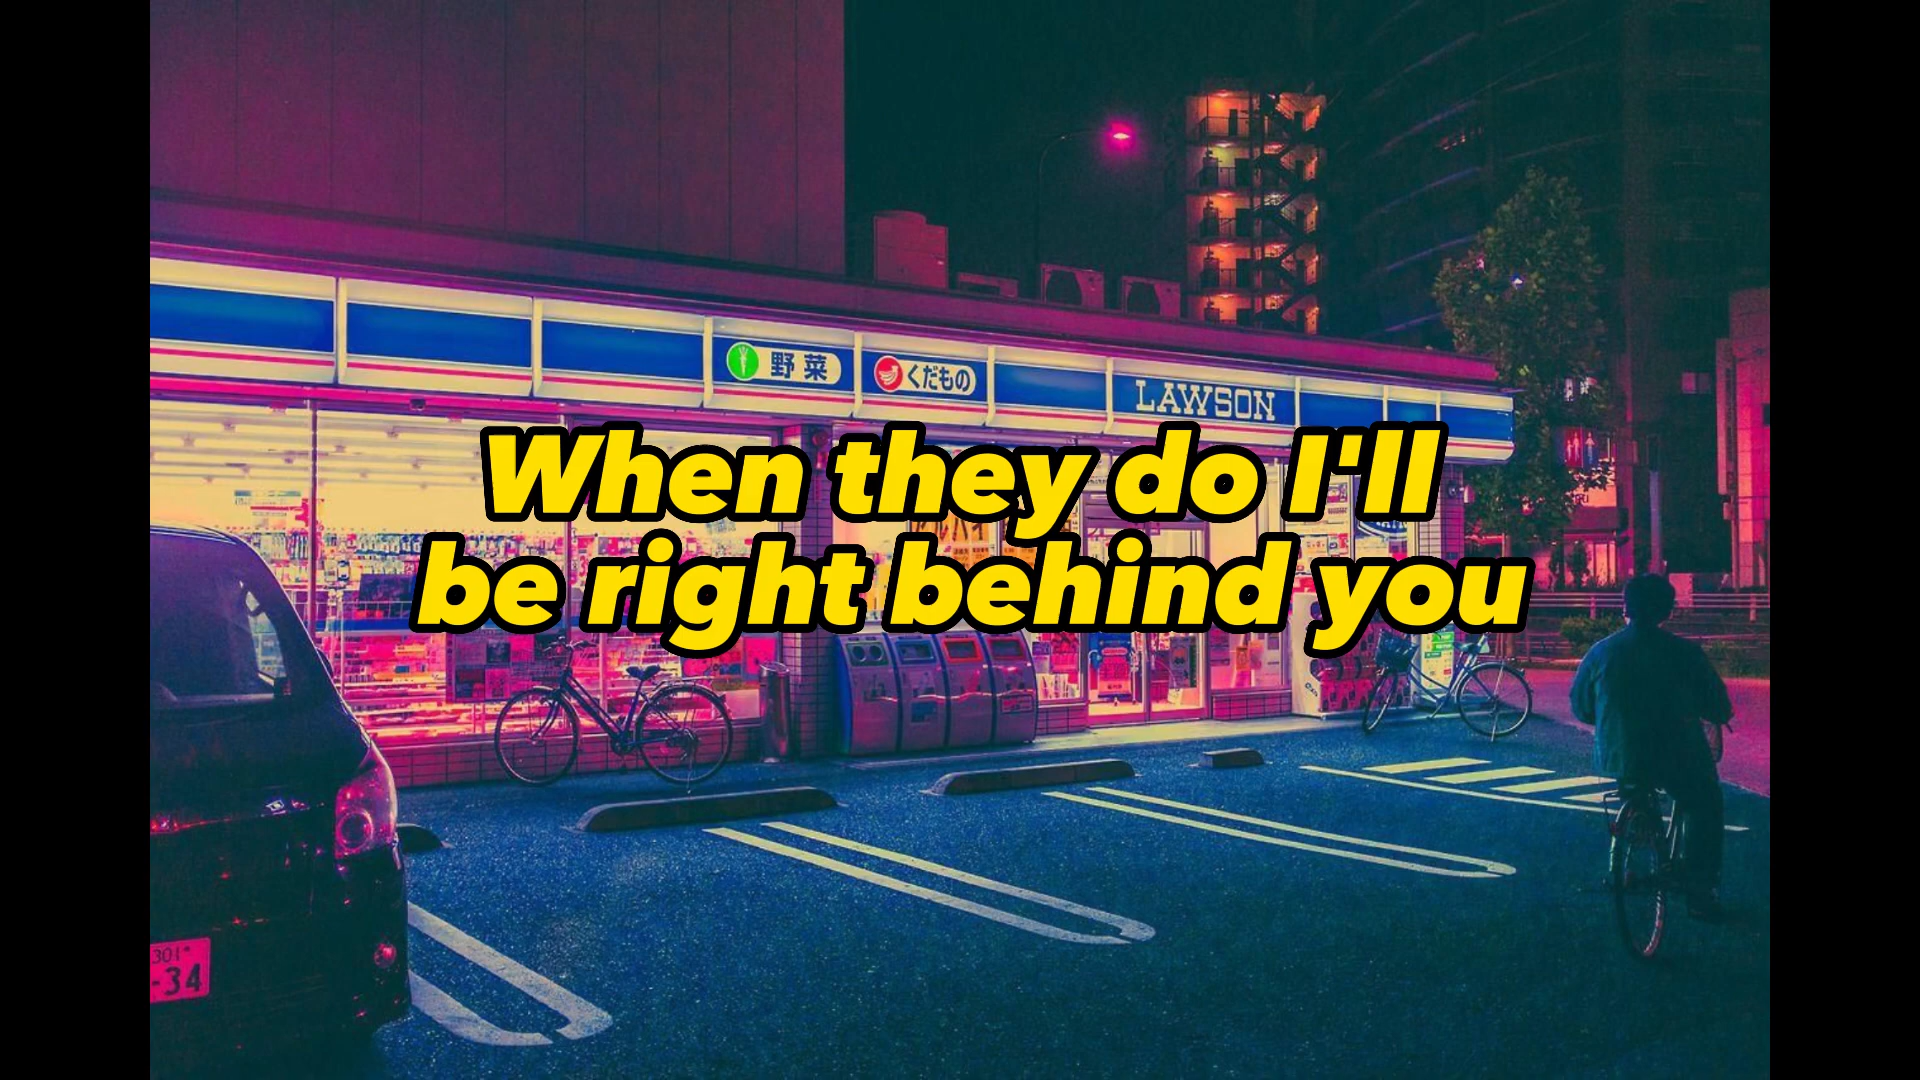 野菜
くだもの
LAWSON
When they do I'll
be right behind you
301
-34